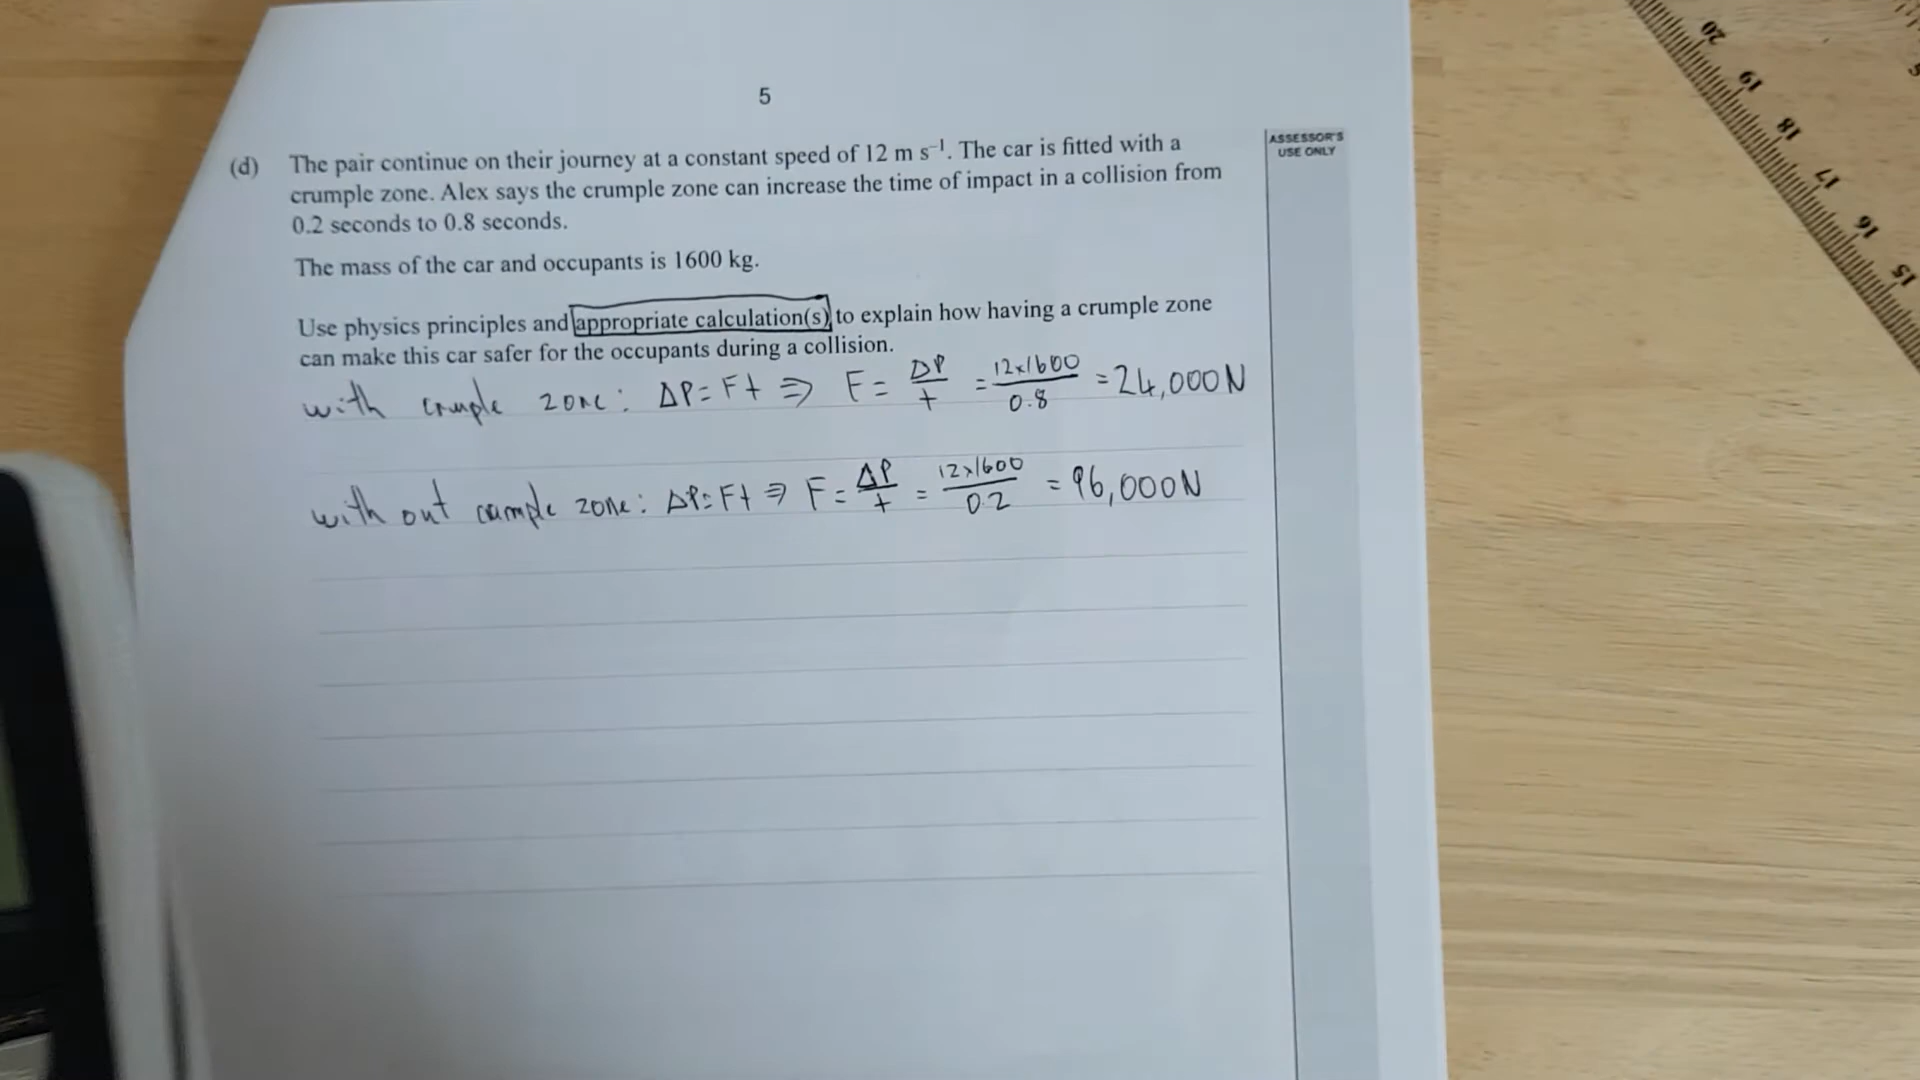 5
ASSESSOR'S
USE ONLY
(d) The pair continue on their journey at a constant speed of 12 m s⁻¹. The car is fitted with a
crumple zone. Alex says the crumple zone can increase the time of impact in a collision from
0.2 seconds to 0.8 seconds.
The mass of the car and occupants is 1600 kg.
Use physics principles and appropriate calculation(s) to explain how having a crumple zone
can make this car safer for the occupants during a collision.
with crumple zone: ΔP = Ft ⇒ F = ΔP/t = 12×1600/0.8 = 24,000N
with out crumple zone: ΔP = Ft ⇒ F = ΔP/t = 12×1600/0.2 = 96,000N
20
19
18
17
16
15